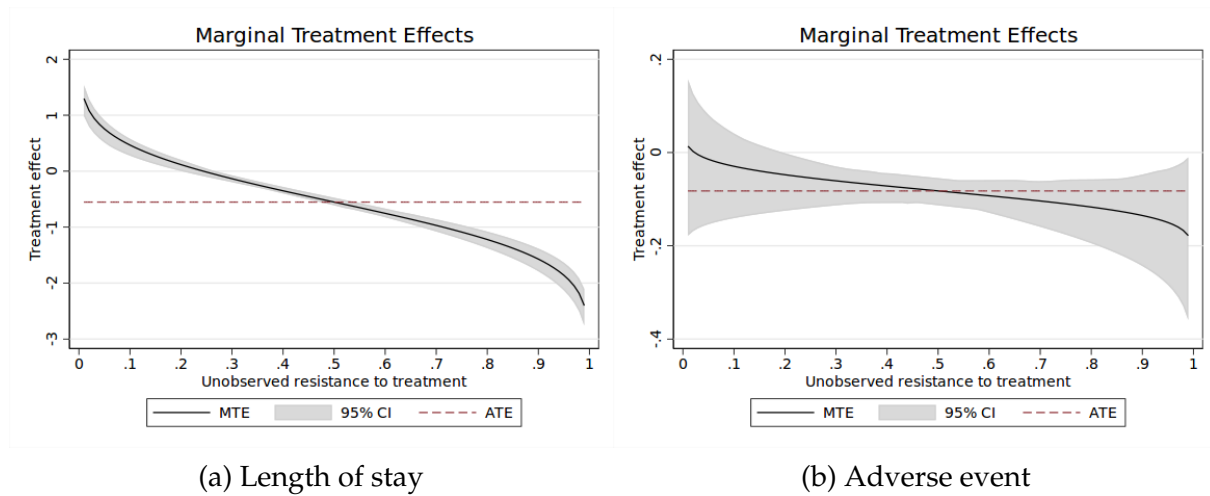 Marginal Treatment Effects
2
1
0
-1
-2
-3
Treatment effect
0 .1 .2 .3 .4 .5 .6 .7 .8 .9 1
Unobserved resistance to treatment
MTE 95% CI ATE
(a) Length of stay
Marginal Treatment Effects
.2
0
-.2
-.4
Treatment effect
0 .1 .2 .3 .4 .5 .6 .7 .8 .9 1
Unobserved resistance to treatment
MTE 95% CI ATE
(b) Adverse event